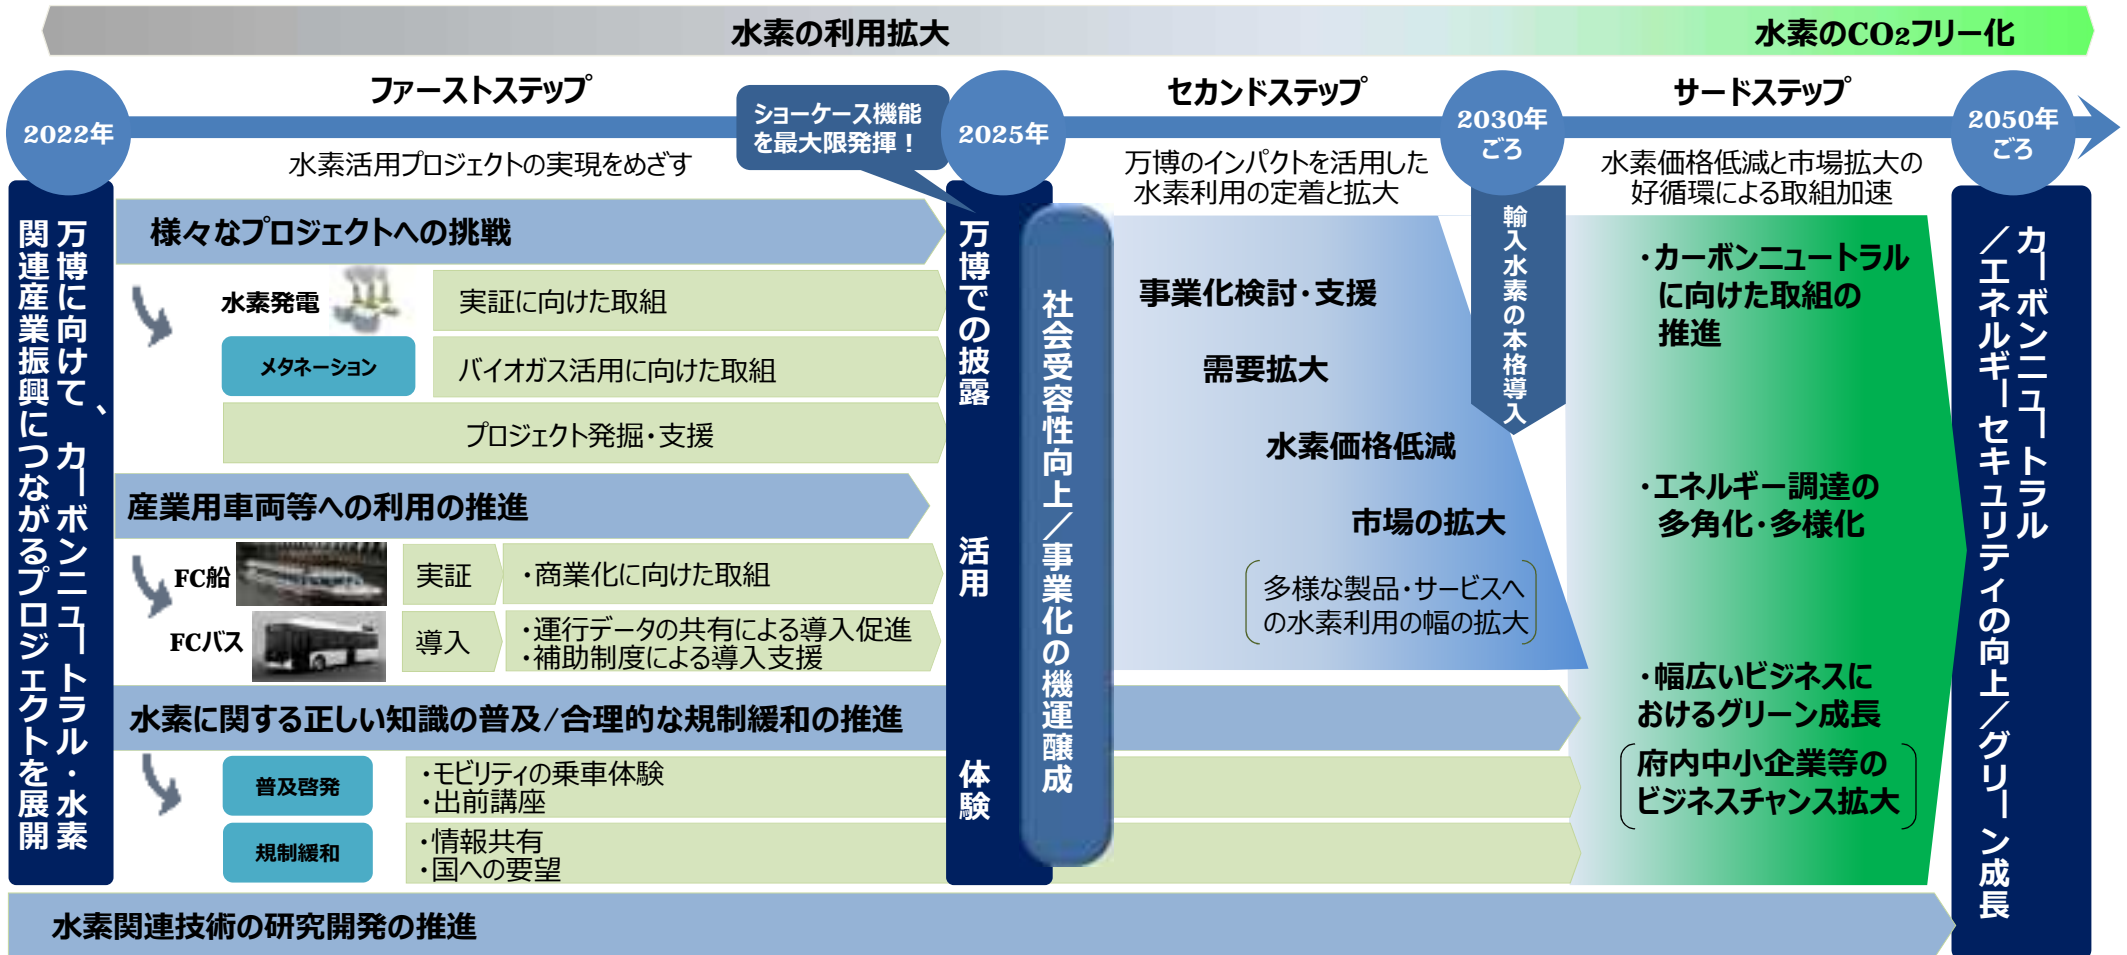 水素の利用拡大
水素のCO2フリー化
ファーストステップ
セカンドステップ
サードステップ
2022年
ショーケース機能
を最大限発揮！
2025年
2030年
ごろ
2050年
ごろ
水素活用プロジェクトの実現をめざす
万博のインパクトを活用した
水素利用の定着と拡大
水素価格低減と市場拡大の
好循環による取組加速
万博に向けて、カーボンニュートラル・水素
関連産業振興につながるプロジェクトを展開
様々なプロジェクトへの挑戦
水素発電
実証に向けた取組
メタネーション
バイオガス活用に向けた取組
プロジェクト発掘・支援
産業用車両等への利用の推進
FC船
実証
・商業化に向けた取組
FCバス
導入
・運行データの共有による導入促進
・補助制度による導入支援
水素に関する正しい知識の普及/合理的な規制緩和の推進
普及啓発
・モビリティの乗車体験
・出前講座
規制緩和
・情報共有
・国への要望
水素関連技術の研究開発の推進
万博での披露
活用
体験
社会受容性向上／事業化の機運醸成
事業化検討・支援
需要拡大
水素価格低減
市場の拡大
多様な製品・サービスへ
の水素利用の幅の拡大
輸入水素の本格導入
・カーボンニュートラル
に向けた取組の
推進
・エネルギー調達の
多角化・多様化
・幅広いビジネスに
おけるグリーン成長
府内中小企業等の
ビジネスチャンス拡大
カーボンニュートラル
／エネルギーセキュリティの向上／グリーン成長